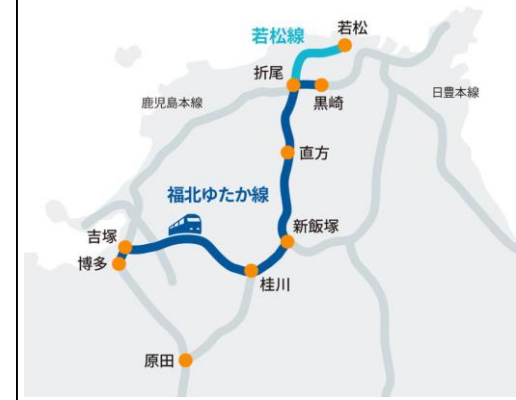 若松線
若松
折尾
黒崎
鹿児島本線
日豊本線
直方
福北ゆたか線
吉塚
新飯塚
博多
桂川
原田